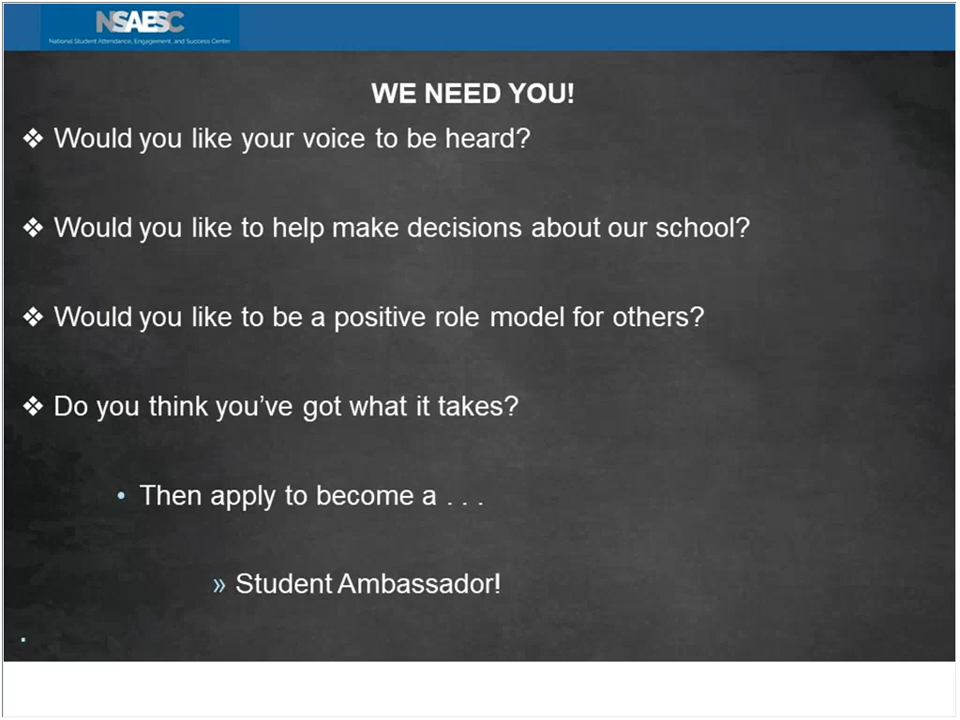 NSAESC
National Student Attendance, Engagement, and Success Center
WE NEED YOU!
❖ Would you like your voice to be heard?
❖ Would you like to help make decisions about our school?
❖ Would you like to be a positive role model for others?
❖ Do you think you’ve got what it takes?
• Then apply to become a . . .
» Student Ambassador!